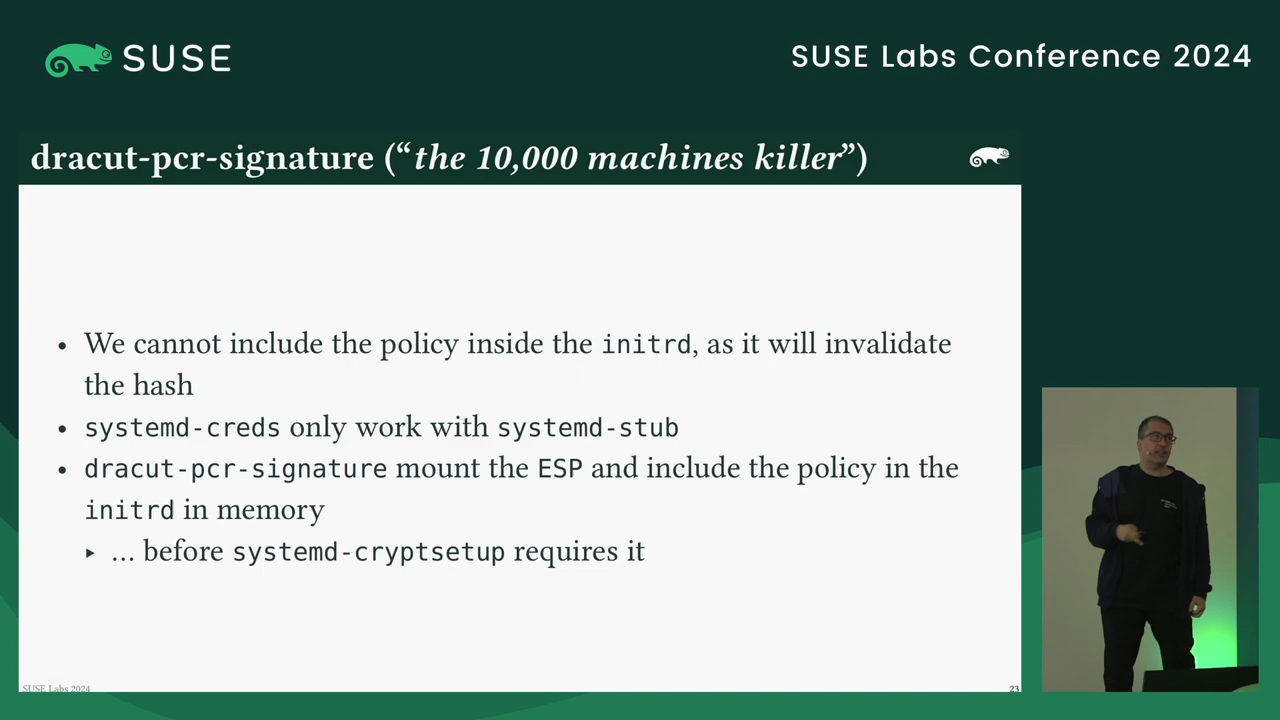 SUSE
SUSE Labs Conference 2024
dracut-pcr-signature (“the 10,000 machines killer”)
• We cannot include the policy inside the initrd, as it will invalidate
the hash
• systemd-creds only work with systemd-stub
• dracut-pcr-signature mount the ESP and include the policy in the
initrd in memory
▸ … before systemd-cryptsetup requires it
SUSE Labs 2024
23